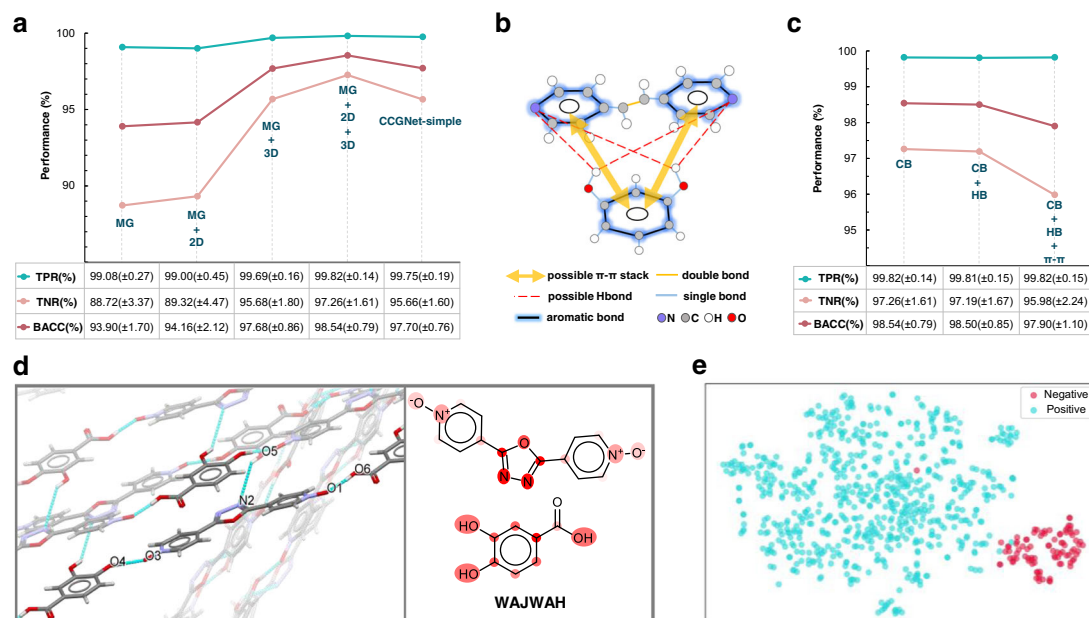 a
Performance (%)
100
95
90
MG
MG
+
2D
MG
+
3D
MG
+
2D
+
3D
CCGNet-simple
TPR(%) 99.08(±0.27) 99.00(±0.45) 99.69(±0.16) 99.82(±0.14) 99.75(±0.19)
TNR(%) 88.72(±3.37) 89.32(±4.47) 95.68(±1.80) 97.26(±1.61) 95.66(±1.60)
BACC(%) 93.90(±1.70) 94.16(±2.12) 97.68(±0.86) 98.54(±0.79) 97.70(±0.76)
b
possible π-π stack double bond
possible Hbond single bond
aromatic bond N C H O
c
Performance (%)
100
98
97
96
95
CB
CB
+
HB
CB
+
HB
+
π-π
TPR(%) 99.82(±0.14) 99.81(±0.15) 99.82(±0.15)
TNR(%) 97.26(±1.61) 97.19(±1.67) 95.98(±2.24)
BACC(%) 98.54(±0.79) 98.50(±0.85) 97.90(±1.10)
d
O5
O6
N2
O1
O4
O3
⁻O
N⁺
O
N⁺
O⁻
N N
O
HO
OH
HO
WAJWAH
e
Negative
Positive